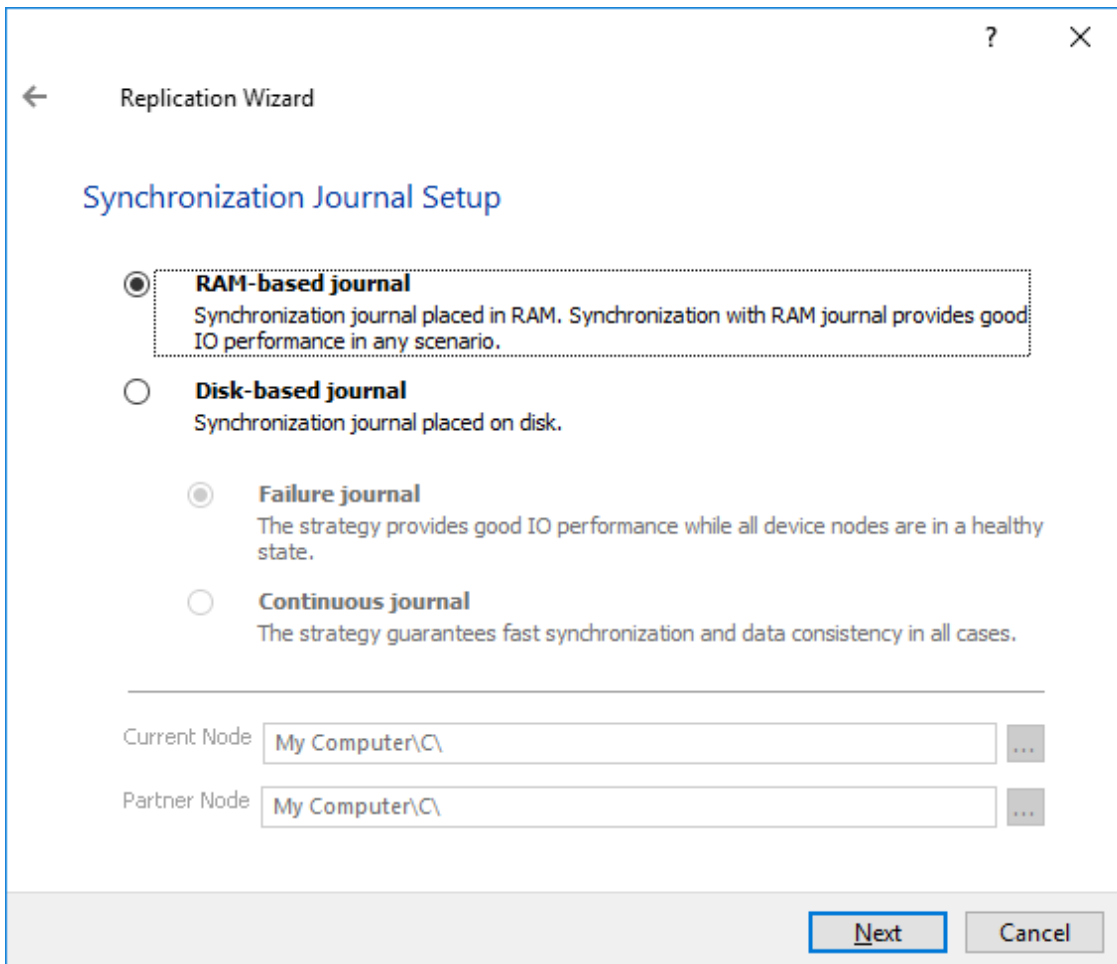 ?
Replication Wizard
Synchronization Journal Setup
RAM-based journal
Synchronization journal placed in RAM. Synchronization with RAM journal provides good
IO performance in any scenario.
Disk-based journal
Synchronization journal placed on disk.
Failure journal
The strategy provides good IO performance while all device nodes are in a healthy
state.
Continuous journal
The strategy guarantees fast synchronization and data consistency in all cases.
Current Node My Computer\C\ ...
Partner Node My Computer\C\ ...
Next Cancel